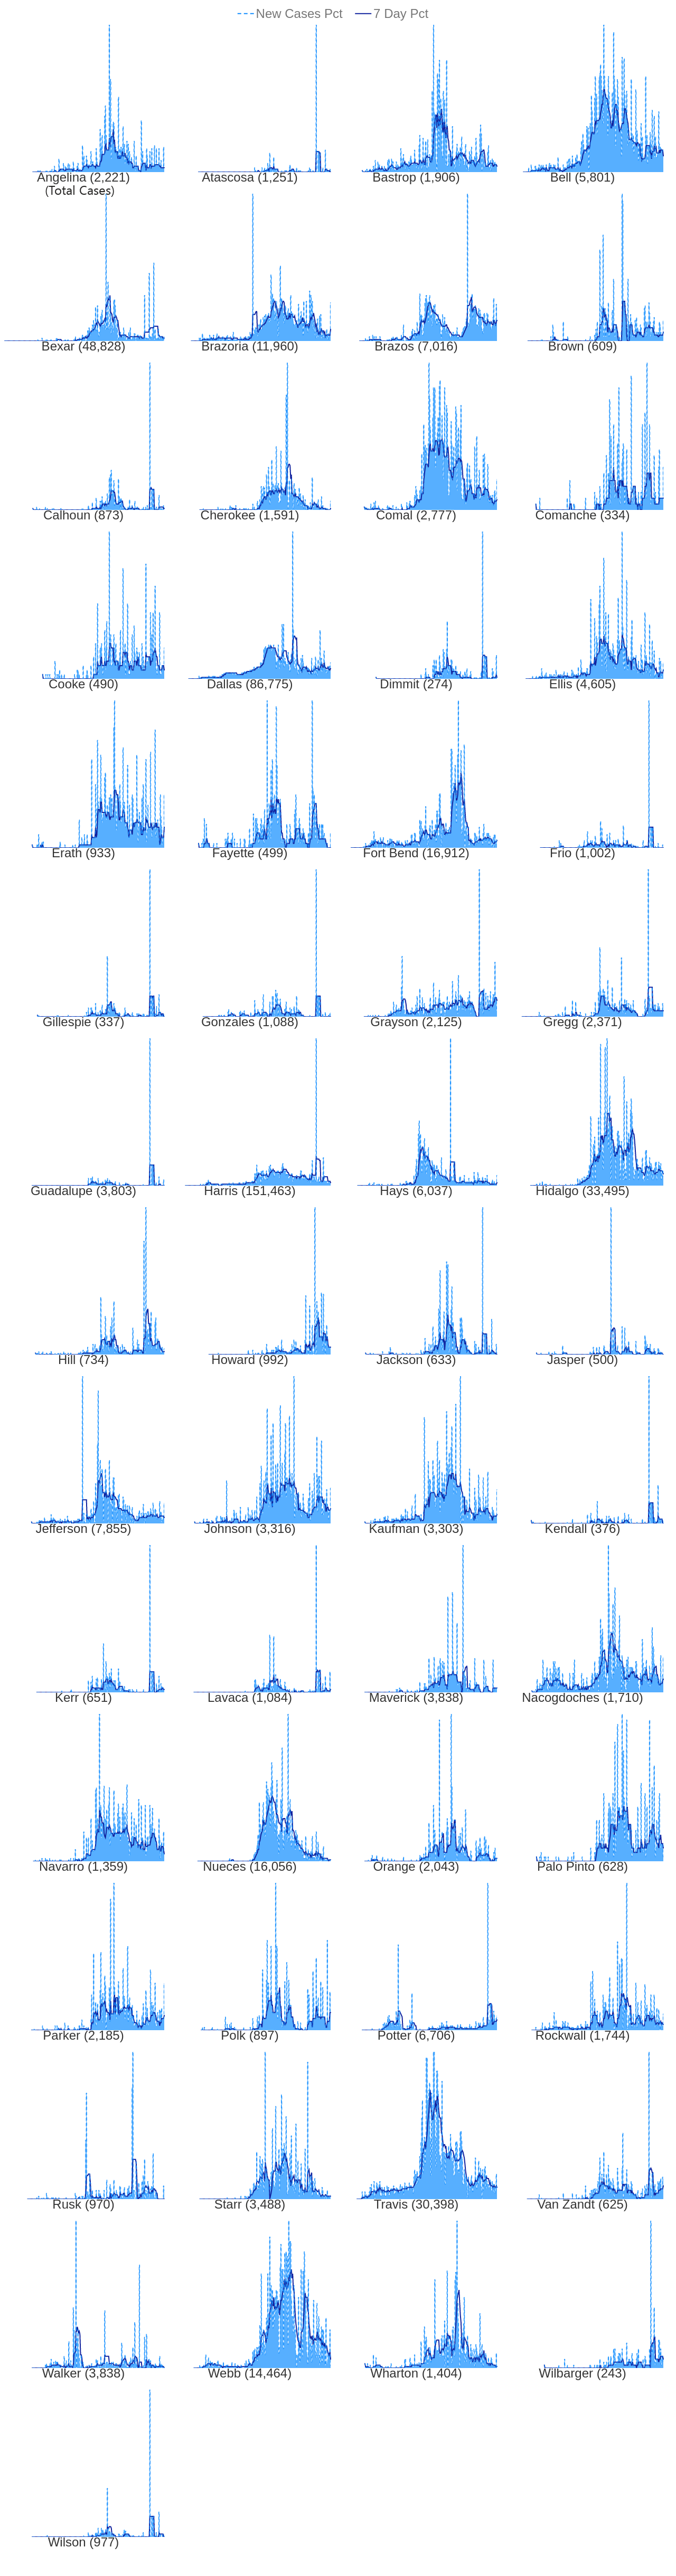 New Cases Pct 7 Day Pct
Angelina (2,221) Atascosa (1,251) Bastrop (1,906) Bell (5,801)
(Total Cases)
Bexar (48,828) Brazoria (11,960) Brazos (7,016) Brown (609)
Calhoun (873) Cherokee (1,591) Comal (2,777) Comanche (334)
Cooke (490) Dallas (86,775) Dimmit (274) Ellis (4,605)
Erath (933) Fayette (499) Fort Bend (16,912) Frio (1,002)
Gillespie (337) Gonzales (1,088) Grayson (2,125) Gregg (2,371)
Guadalupe (3,803) Harris (151,463) Hays (6,037) Hidalgo (33,495)
Hill (734) Howard (992) Jackson (633) Jasper (500)
Jefferson (7,855) Johnson (3,316) Kaufman (3,303) Kendall (376)
Kerr (651) Lavaca (1,084) Maverick (3,838) Nacogdoches (1,710)
Navarro (1,359) Nueces (16,056) Orange (2,043) Palo Pinto (628)
Parker (2,185) Polk (897) Potter (6,706) Rockwall (1,744)
Rusk (970) Starr (3,488) Travis (30,398) Van Zandt (625)
Walker (3,838) Webb (14,464) Wharton (1,404) Wilbarger (243)
Wilson (977)